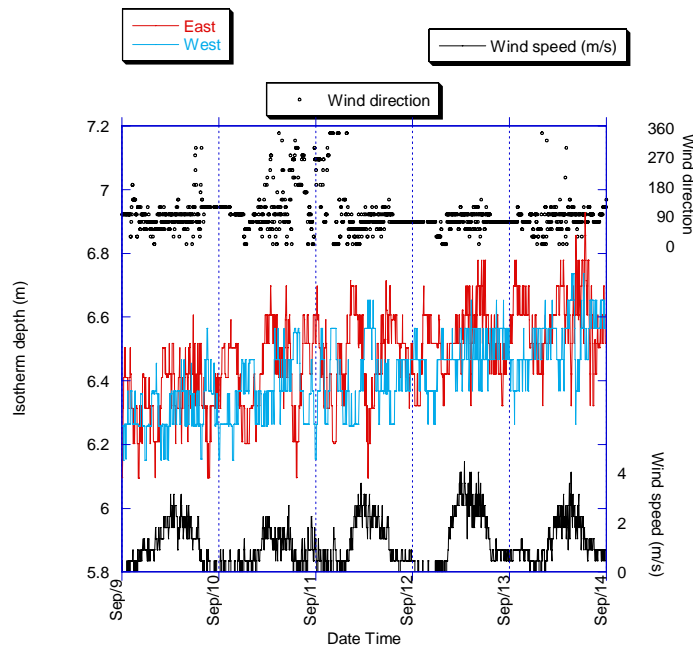 East
West
Wind speed (m/s)
Wind direction
7.2
7
6.8
6.6
6.4
6.2
6
5.8
Isotherm depth (m)
360
270
180
90
0
Wind direction
4
2
0
Wind speed (m/s)
Sep/9
Sep/10
Sep/11
Sep/12
Sep/13
Sep/14
Date Time